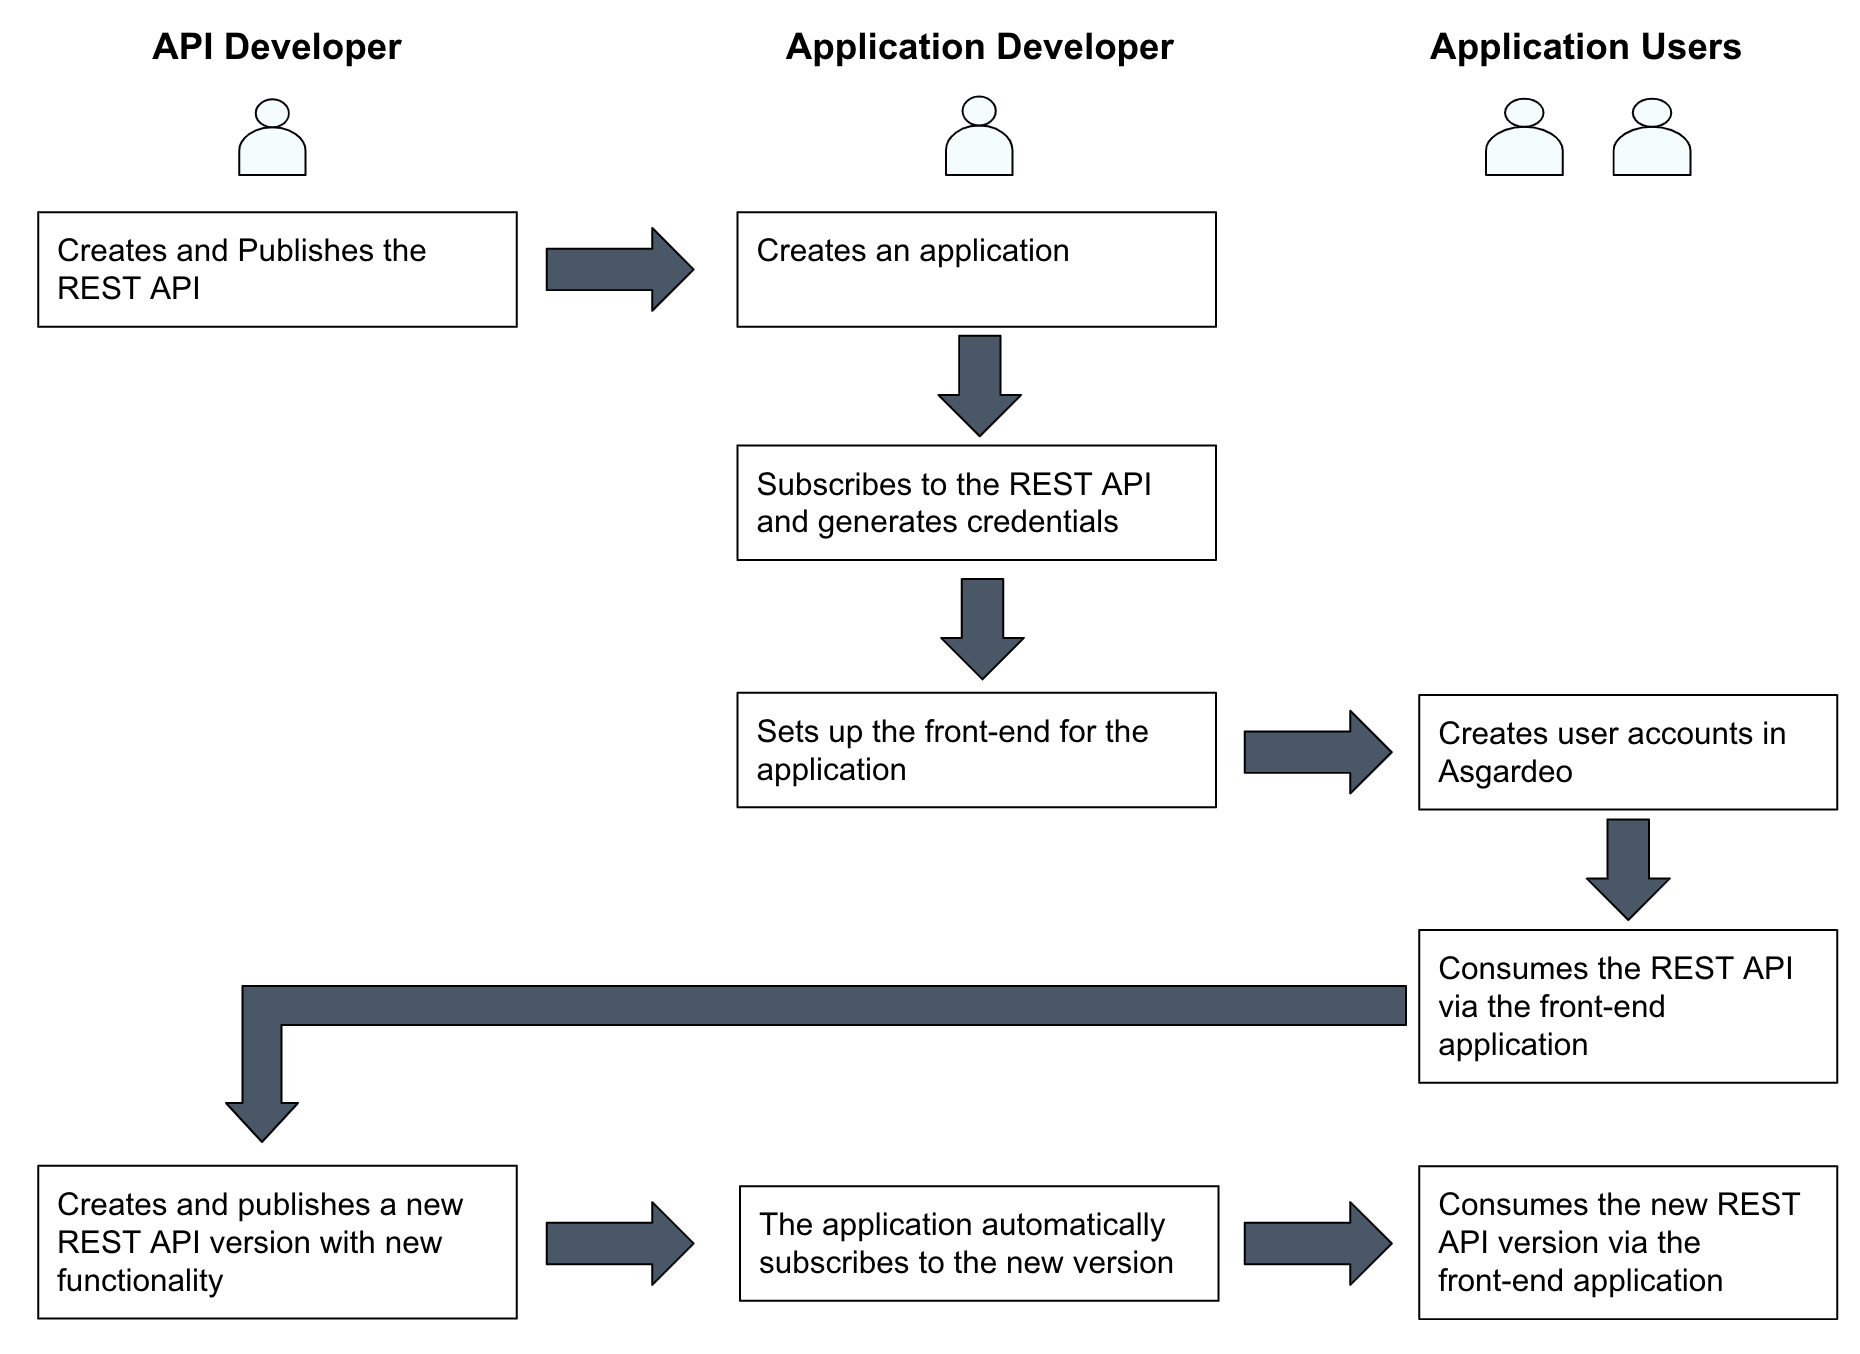 API Developer
Application Developer
Application Users
Creates and Publishes the
REST API
Creates an application
Subscribes to the REST API
and generates credentials
Sets up the front-end for the
application
Creates user accounts in
Asgardeo
Consumes the REST API
via the front-end
application
Creates and publishes a new
REST API version with new
functionality
The application automatically
subscribes to the new version
Consumes the new REST
API version via the
front-end application